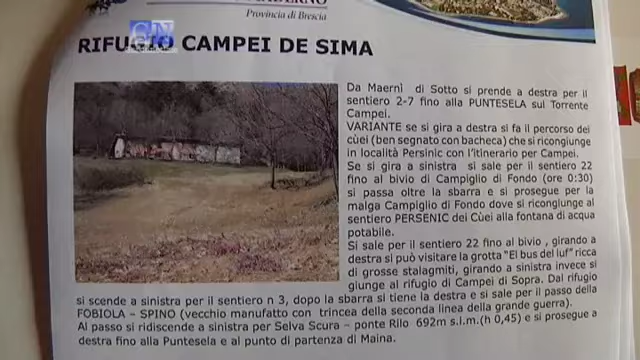 Provincia di Brescia
RIFUGIO CAMPEI DE SIMA
Da Maernì di Sotto si prende a destra per il
sentiero 2-7 fino alla PUNTESELA sul Torrente
Campei.
VARIANTE se si gira a destra si fa il percorso dei
cùei (ben segnato con bacheca) che si ricongiunge
in località Persinic con l'itinerario per Campei.
Se si gira a sinistra si sale per il sentiero 22
fino al bivio di Campiglio di Fondo (ore 0:30)
si passa oltre la sbarra e si prosegue per la
malga Campiglio di Fondo dove si ricongiunge al
sentiero PERSENIC dei Cùei alla fontana di acqua
potabile.
Si sale per il sentiero 22 fino al bivio , girando a
destra si può visitare la grotta "El bus del luf" ricca
di grosse stalagmiti, girando a sinistra invece si
giunge al rifugio di Campei di Sopra. Dal rifugio
si scende a sinistra per il sentiero n 3, dopo la sbarra si tiene la destra e si sale per il passo della
FOBIOLA – SPINO (vecchio manufatto con trincea della seconda linea della grande guerra).
Al passo si ridiscende a sinistra per Selva Scura – ponte Rilo 692m s.l.m.(h 0,45) e si prosegue a
destra fino alla Puntesela e al punto di partenza di Maina.